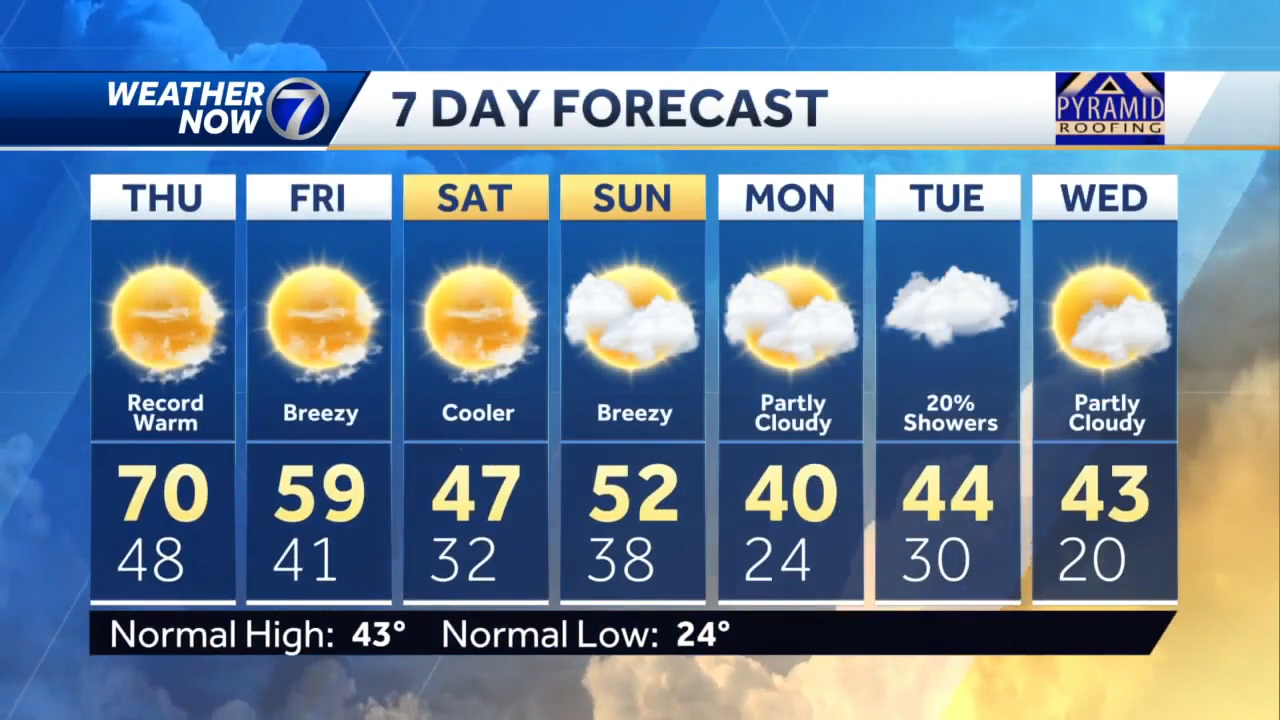 WEATHER
NOW
7
7 DAY FORECAST
PYRAMID
ROOFING
THU FRI SAT SUN MON TUE WED
Record
Warm
Breezy
Cooler
Breezy
Partly
Cloudy
20%
Showers
Partly
Cloudy
70 59 47 52 40 44 43
48 41 32 38 24 30 20
Normal High: 43° Normal Low: 24°